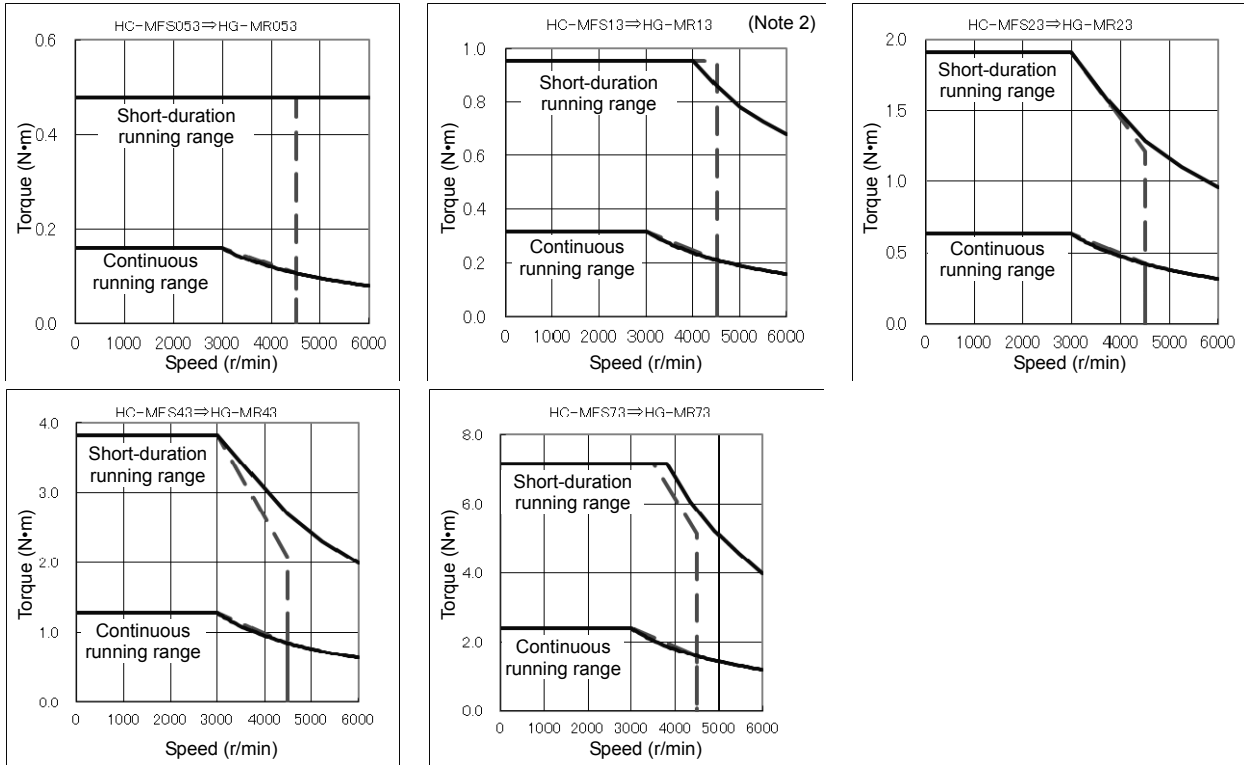 HC-MFS053⇒HG-MR053
0.6
0.4
0.2
0.0
Torque (N•m)
Short-duration
running range
Continuous
running range
0 1000 2000 3000 4000 5000 6000
Speed (r/min)
HC-MFS13⇒HG-MR13
(Note 2)
1.0
0.8
0.6
0.4
0.2
0.0
Torque (N•m)
Short-duration
running range
Continuous
running range
0 1000 2000 3000 4000 5000 6000
Speed (r/min)
HC-MFS23⇒HG-MR23
2.0
1.5
1.0
0.5
0.0
Torque (N•m)
Short-duration
running range
Continuous
running range
0 1000 2000 3000 4000 5000 6000
Speed (r/min)
HC-MFS43⇒HG-MR43
4.0
3.0
2.0
1.0
0.0
Torque (N•m)
Short-duration
running range
Continuous
running range
0 1000 2000 3000 4000 5000 6000
Speed (r/min)
HC-MFS73⇒HG-MR73
8.0
6.0
4.0
2.0
0.0
Torque (N•m)
Short-duration
running range
Continuous
running range
0 1000 2000 3000 4000 5000 6000
Speed (r/min)